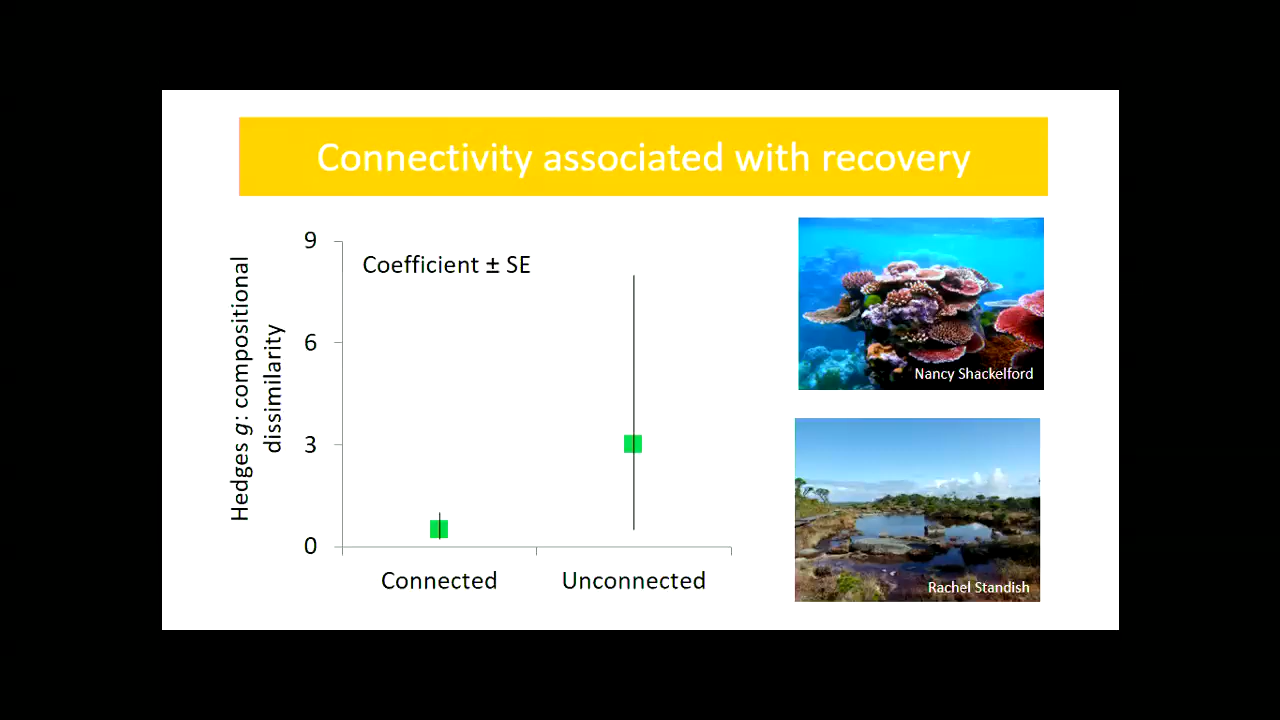 Connectivity associated with recovery
Hedges g: compositional
dissimilarity
9
6
3
0
Coefficient ± SE
Connected
Unconnected
Nancy Shackelford
Rachel Standish